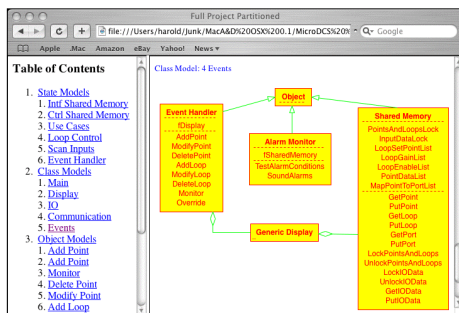 Full Project Partitioned
file:///Users/harold/Junk/MacA&D%20OSX%200.1/MicroDCS%20%
Google
Apple .Mac Amazon eBay Yahoo! News
Table of Contents
1. State Models
1. Intf Shared Memory
2. Ctrl Shared Memory
3. Use Cases
4. Loop Control
5. Scan Inputs
6. Event Handler
2. Class Models
1. Main
2. Display
3. IO
4. Communication
5. Events
3. Object Models
1. Add Point
2. Add Point
3. Monitor
4. Delete Point
5. Modify Point
6. Add Loop
Class Model: 4 Events
Object
Event Handler
fDisplay
AddPoint
ModifyPoint
DeletePoint
AddLoop
ModifyLoop
DeleteLoop
Monitor
Override
Alarm Monitor
fSharedMemory
TestAlarmConditions
SoundAlarms
Generic Display
Shared Memory
PointsAndLoopsLock
InputDataLock
LoopSetPointList
LoopGainList
LoopEnableList
PointDataList
MapPointToPortList
GetPoint
PutPoint
GetLoop
PutLoop
GetPort
PutPort
LockPointsAndLoops
UnlockPointsAndLoops
LockIOData
UnlockIOData
GetIOData
PutIOData